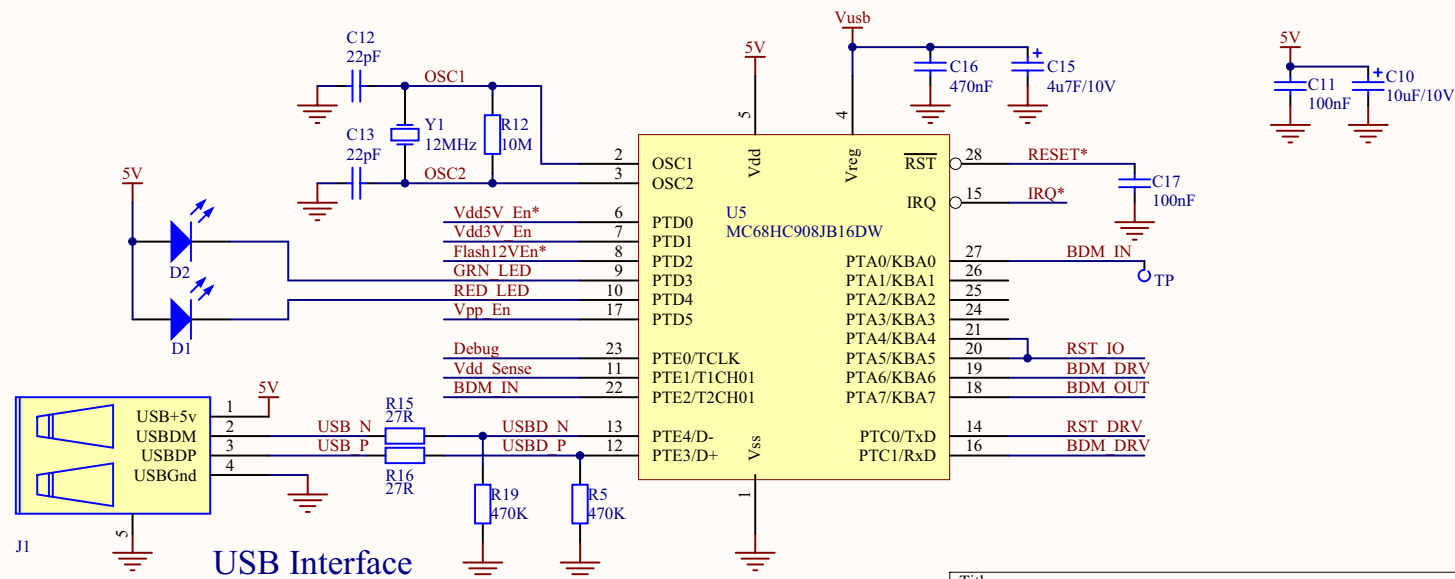 Vusb
5V
5V
C12
22pF
OSC1
C16
470nF
+
C15
4u7F/10V
C11
100nF
+
C10
10uF/10V
C13
22pF
Y1
12MHz
R12
10M
OSC2
5
Vdd
4
Vreg
2
OSC1
3
OSC2
RST
28
RESET*
IRQ
15
IRQ*
C17
100nF
5V
D2
D1
U5
MC68HC908JB16DW
Vdd5V_En*
6
PTD0
Vdd3V_En
7
PTD1
Flash12VEn*
8
PTD2
GRN_LED
9
PTD3
RED_LED
10
PTD4
Vpp_En
17
PTD5
Debug
23
PTE0/TCLK
Vdd_Sense
11
PTE1/T1CH01
BDM_IN
22
PTE2/T2CH01
PTA0/KBA0
27
BDM_IN
TP
PTA1/KBA1
26
PTA2/KBA2
25
PTA3/KBA3
24
PTA4/KBA4
21
PTA5/KBA5
20
RST_IO
PTA6/KBA6
19
BDM_DRV
PTA7/KBA7
18
BDM_OUT
PTC0/TxD
14
RST_DRV
PTC1/RxD
16
BDM_DRV
5V
USB+5v
1
USBDM
2
USB_N
R15
27R
USBD_N
13
PTE4/D-
USBDP
3
USB_P
R16
27R
USBD_P
12
PTE3/D+
USBGnd
4
5
J1
R19
470K
R5
470K
Vss
1
USB Interface